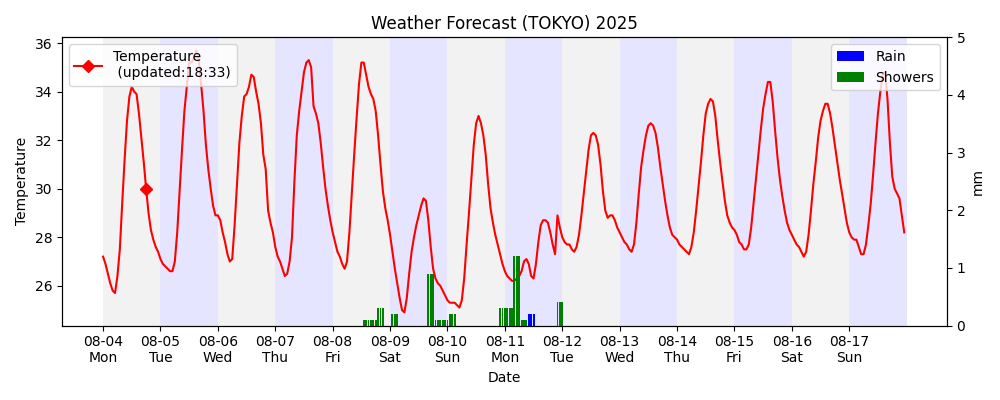 Weather Forecast (TOKYO) 2025
Temperature
(updated:18:33)
Rain
Showers
36
34
32
30
28
26
Temperature
5
4
3
2
1
0
mm
08-04 08-05 08-06 08-07 08-08 08-09 08-10 08-11 08-12 08-13 08-14 08-15 08-16 08-17
Mon Tue Wed Thu Fri Sat Sun Mon Tue Wed Thu Fri Sat Sun
Date